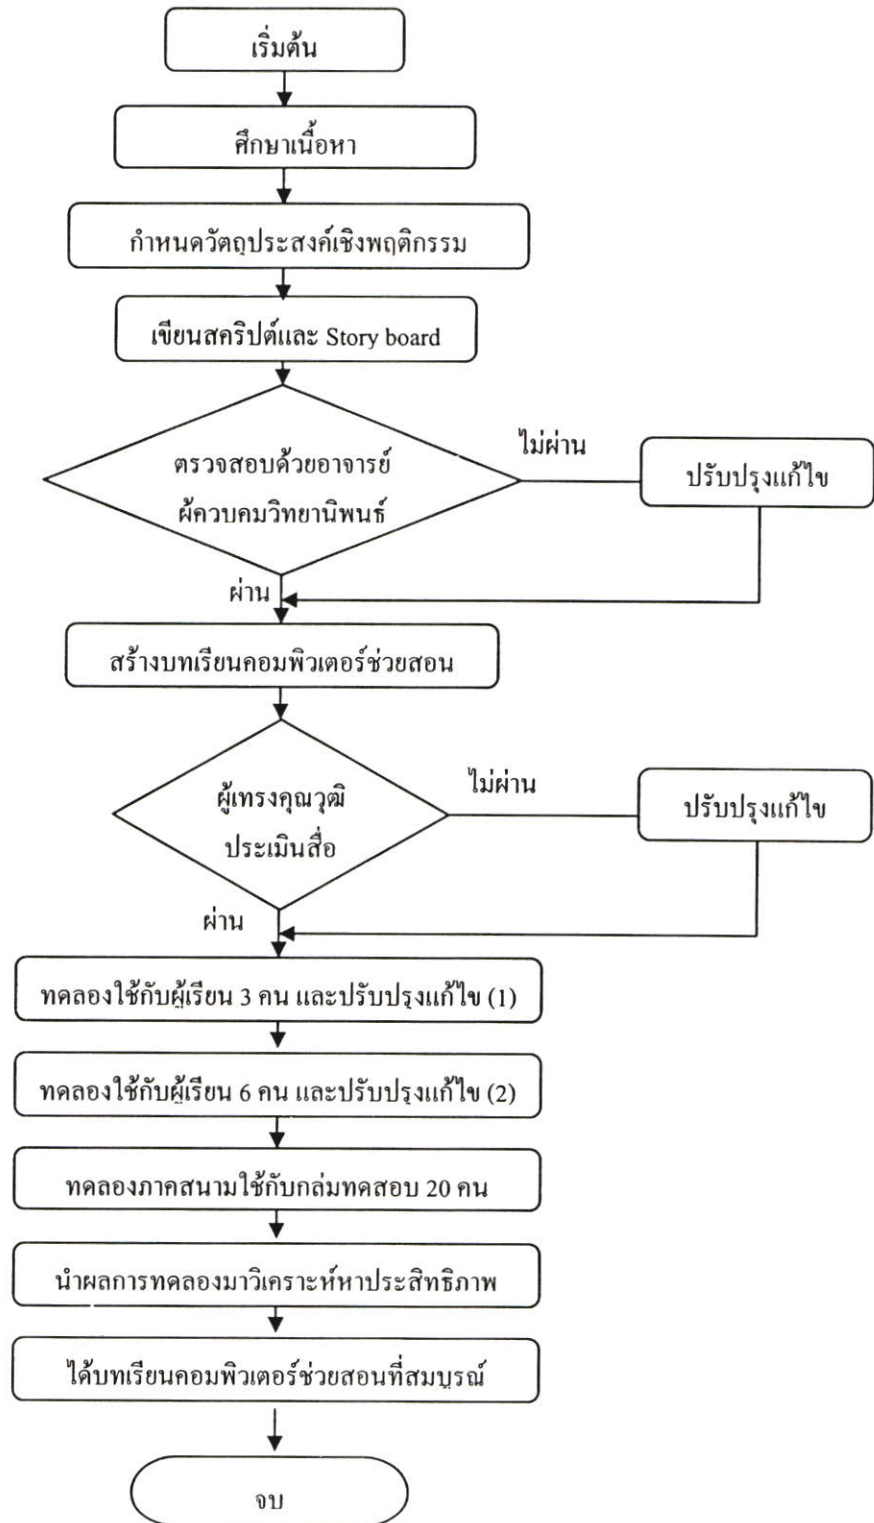 เริ่มต้น
ศึกษาเนื้อหา
กำหนดวัตถุประสงค์เชิงพฤติกรรม
เขียนสคริปต์และ Story board
ตรวจสอบด้วยอาจารย์
ผู้ควบคุมวิทยานิพนธ์
ไม่ผ่าน
ปรับปรุงแก้ไข
ผ่าน
สร้างบทเรียนคอมพิวเตอร์ช่วยสอน
ผู้ทรงคุณวุฒิ
ประเมินสื่อ
ไม่ผ่าน
ปรับปรุงแก้ไข
ผ่าน
ทดลองใช้กับผู้เรียน 3 คน และปรับปรุงแก้ไข (1)
ทดลองใช้กับผู้เรียน 6 คน และปรับปรุงแก้ไข (2)
ทดลองภาคสนามใช้กับกลุ่มทดสอบ 20 คน
นำผลการทดลองมาวิเคราะห์หาประสิทธิภาพ
ได้บทเรียนคอมพิวเตอร์ช่วยสอนที่สมบูรณ์
จบ